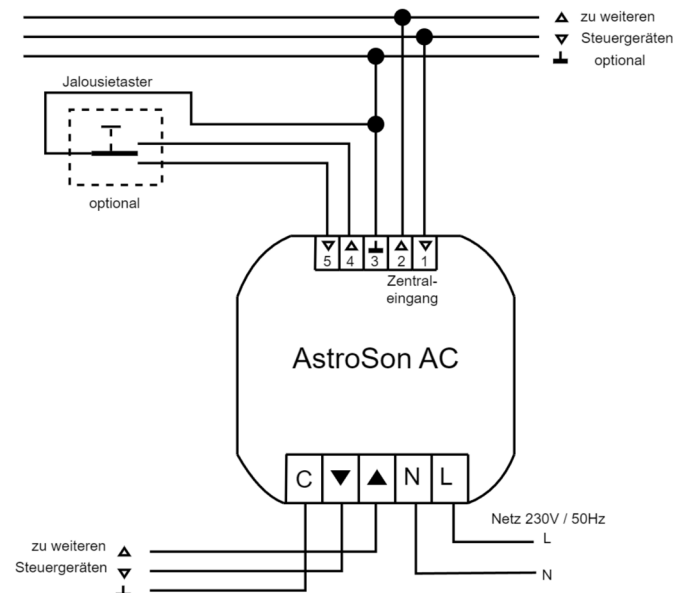 zu weiteren
Steuergeräten
optional
Jalousietaster
optional
5 4 3 2 1
Zentral-
eingang
AstroSon AC
C N L
Netz 230V / 50Hz
L
zu weiteren
Steuergeräten
N